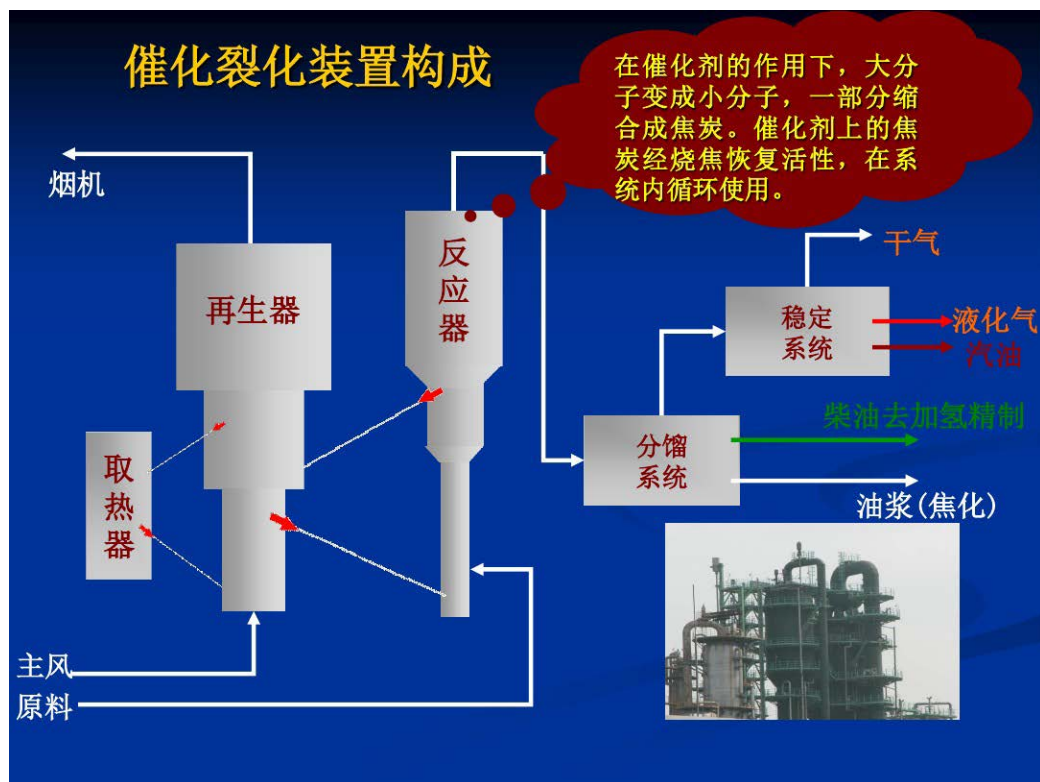 催化裂化装置构成
在催化剂的作用下，大分
子变成小分子，一部分缩
合成焦炭。催化剂上的焦
炭经烧焦恢复活性，在系
统内循环使用。
烟机
反
应
器
再生器
干气
稳定
系统
液化气
汽油
柴油去加氢精制
分馏
系统
取
热
器
油浆(焦化)
主风
原料